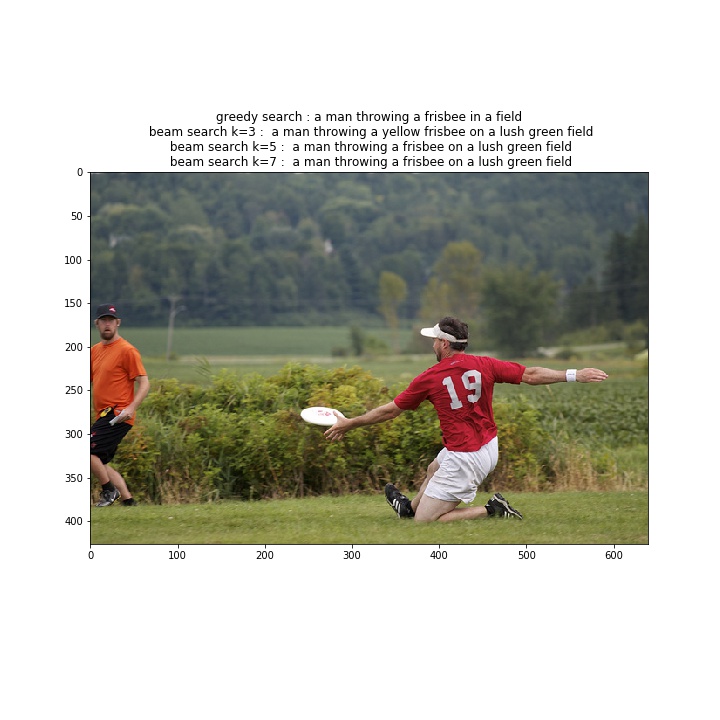 greedy search : a man throwing a frisbee in a field
beam search k=3 :  a man throwing a yellow frisbee on a lush green field
beam search k=5 :  a man throwing a frisbee on a lush green field
beam search k=7 :  a man throwing a frisbee on a lush green field
0
50
100
150
200
250
300
350
400
19
0 100 200 300 400 500 600